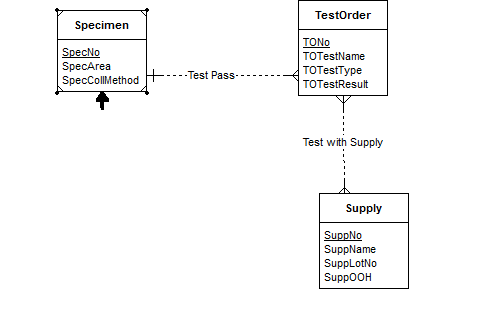 Specimen
SpecNo
SpecArea
SpecCollMethod
Test Pass
TestOrder
TONo
TOTestName
TOTestType
TOTestResult
Test with Supply
Supply
SuppNo
SuppName
SuppLotNo
SuppOOH